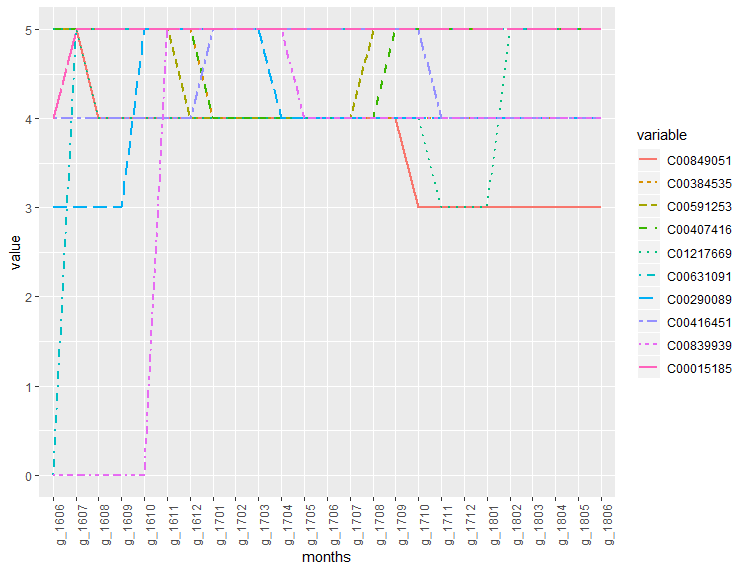 5
4
3
2
1
0
value
g_1606
g_1607
g_1608
g_1609
g_1610
g_1611
g_1612
g_1701
g_1702
g_1703
g_1704
g_1705
g_1706
g_1707
g_1708
g_1709
g_1710
g_1711
g_1712
g_1801
g_1802
g_1803
g_1804
g_1805
g_1806
months
variable
C00849051
C00384535
C00591253
C00407416
C01217669
C00631091
C00290089
C00416451
C00839939
C00015185